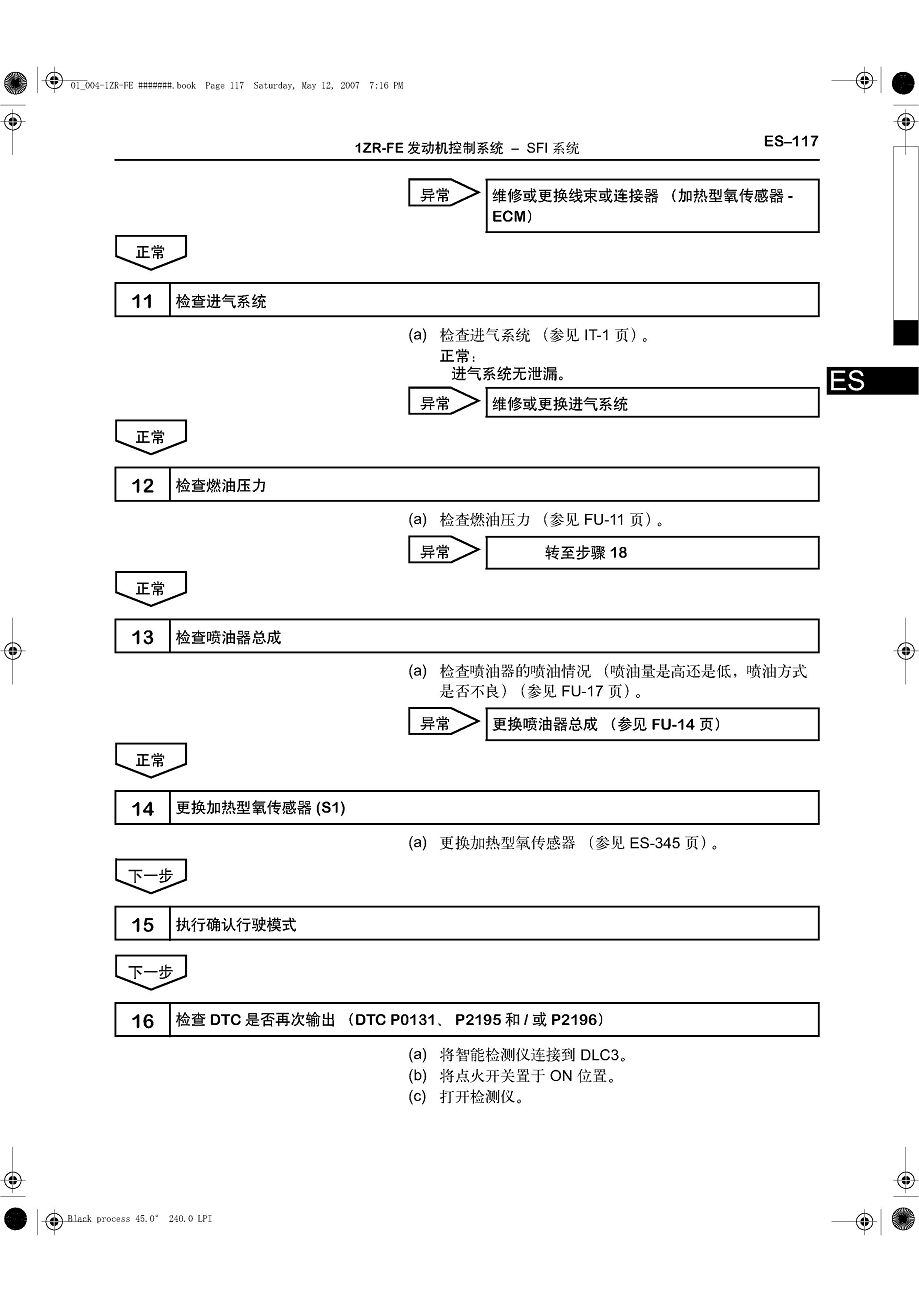 01_004-1ZR-FE #######.book  Page 117  Saturday, May 12, 2007  7:16 PM
1ZR-FE 发动机控制系统 – SFI 系统
ES–117
异常
维修或更换线束或连接器 （加热型氧传感器 -
ECM）
正常
11 检查进气系统
(a) 检查进气系统 （参见 IT-1 页）。
正常：
进气系统无泄漏。
ES
异常 维修或更换进气系统
正常
12 检查燃油压力
(a) 检查燃油压力 （参见 FU-11 页）。
异常 转至步骤 18
正常
13 检查喷油器总成
(a) 检查喷油器的喷油情况 （喷油量是高还是低，喷油方式
是否不良）（参见 FU-17 页）。
异常 更换喷油器总成 （参见 FU-14 页）
正常
14 更换加热型氧传感器 (S1)
(a) 更换加热型氧传感器 （参见 ES-345 页）。
下一步
15 执行确认行驶模式
下一步
16 检查 DTC 是否再次输出 （DTC P0131、 P2195 和 / 或 P2196）
(a) 将智能检测仪连接到 DLC3。
(b) 将点火开关置于 ON 位置。
(c) 打开检测仪。
Black process 45.0° 240.0 LPI